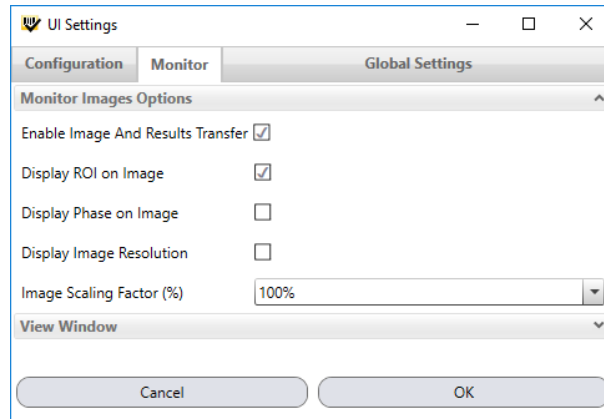 UI Settings
Configuration Monitor Global Settings
Monitor Images Options
Enable Image And Results Transfer
Display ROI on Image
Display Phase on Image
Display Image Resolution
Image Scaling Factor (%) 100%
View Window
Cancel OK